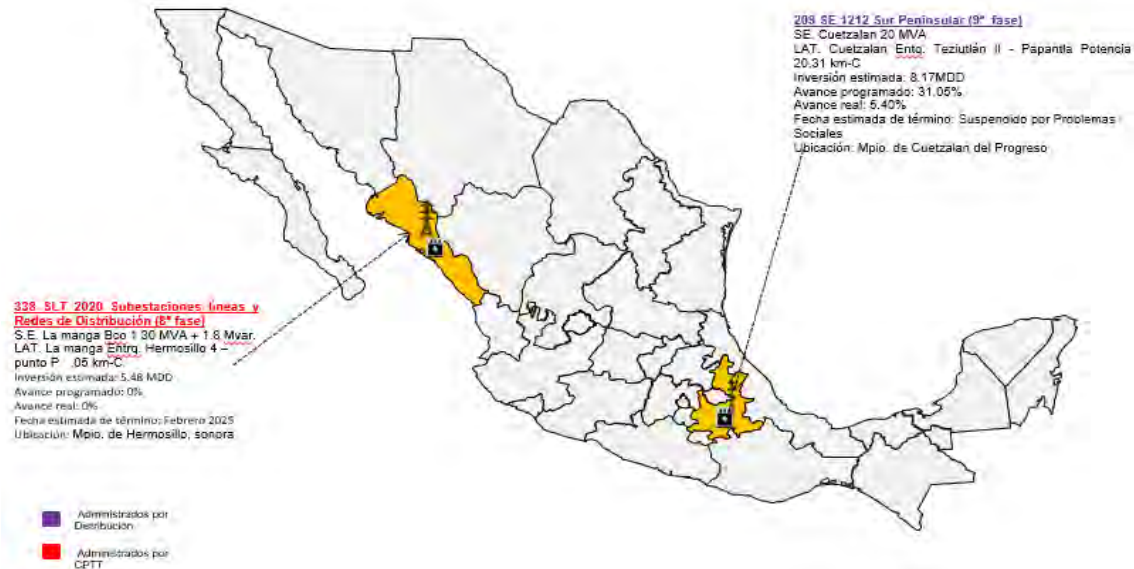 209 SE 1212 Sur Peninsular (9ª fase)
SE. Cuetzalan 20 MVA
LAT. Cuetzalan Entq. Teziutlán II - Papantla Potencia
20.31 km-C
Inversión estimada: 8.17MDD
Avance programado: 31.05%
Avance real: 5.40%
Fecha estimada de término: Suspendido por Problemas
Sociales
Ubicación: Mpio. de Cuetzalan del Progreso
338 SLT 2020 Subestaciones líneas y
Redes de Distribución (8ª fase)
S.E. La manga Bco 1 30 MVA + 1.8 Mvar.
LAT. La manga Entrq. Hermosillo 4 –
punto P .05 km-C
Inversión estimada: 5.48 MDD
Avance programado: 0%
Avance real: 0%
Fecha estimada de término: Febrero 2025
Ubicación: Mpio. de Hermosillo, sonora
Administrados por
Distribución
Administrados por
CPTT